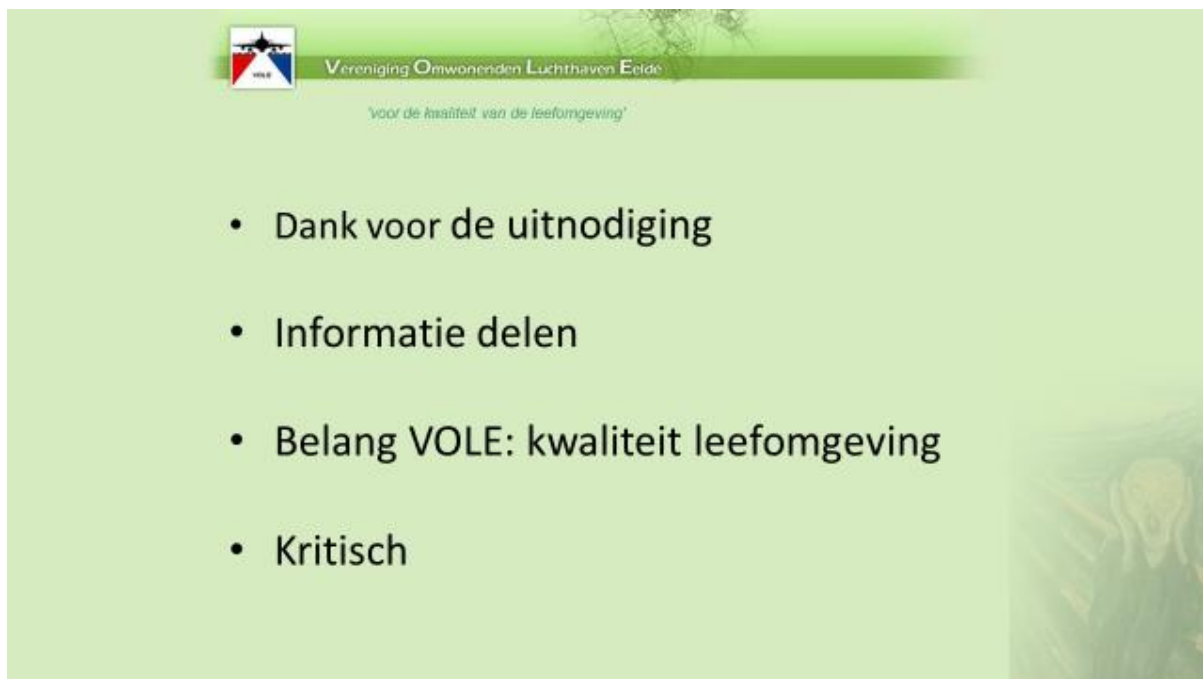 VOLE
Vereniging Omwonenden Luchthaven Eelde
'voor de kwaliteit van de leefomgeving'
• Dank voor de uitnodiging
• Informatie delen
• Belang VOLE: kwaliteit leefomgeving
• Kritisch